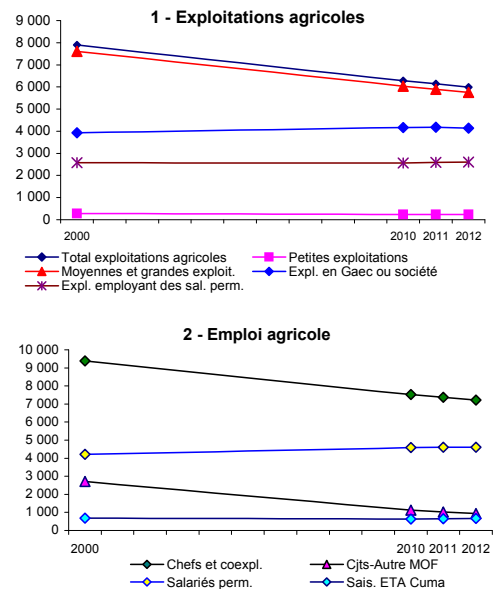 1 - Exploitations agricoles
9 000
8 000
7 000
6 000
5 000
4 000
3 000
2 000
1 000
0
2000 2010 2011 2012
Total exploitations agricoles Petites exploitations
Moyennes et grandes exploit. Expl. en Gaec ou société
Expl. employant des sal. perm.
2 - Emploi agricole
10 000
9 000
8 000
7 000
6 000
5 000
4 000
3 000
2 000
1 000
0
2000 2010 2011 2012
Chefs et coexpl. Cjts-Autre MOF
Salariés perm. Sais. ETA Cuma